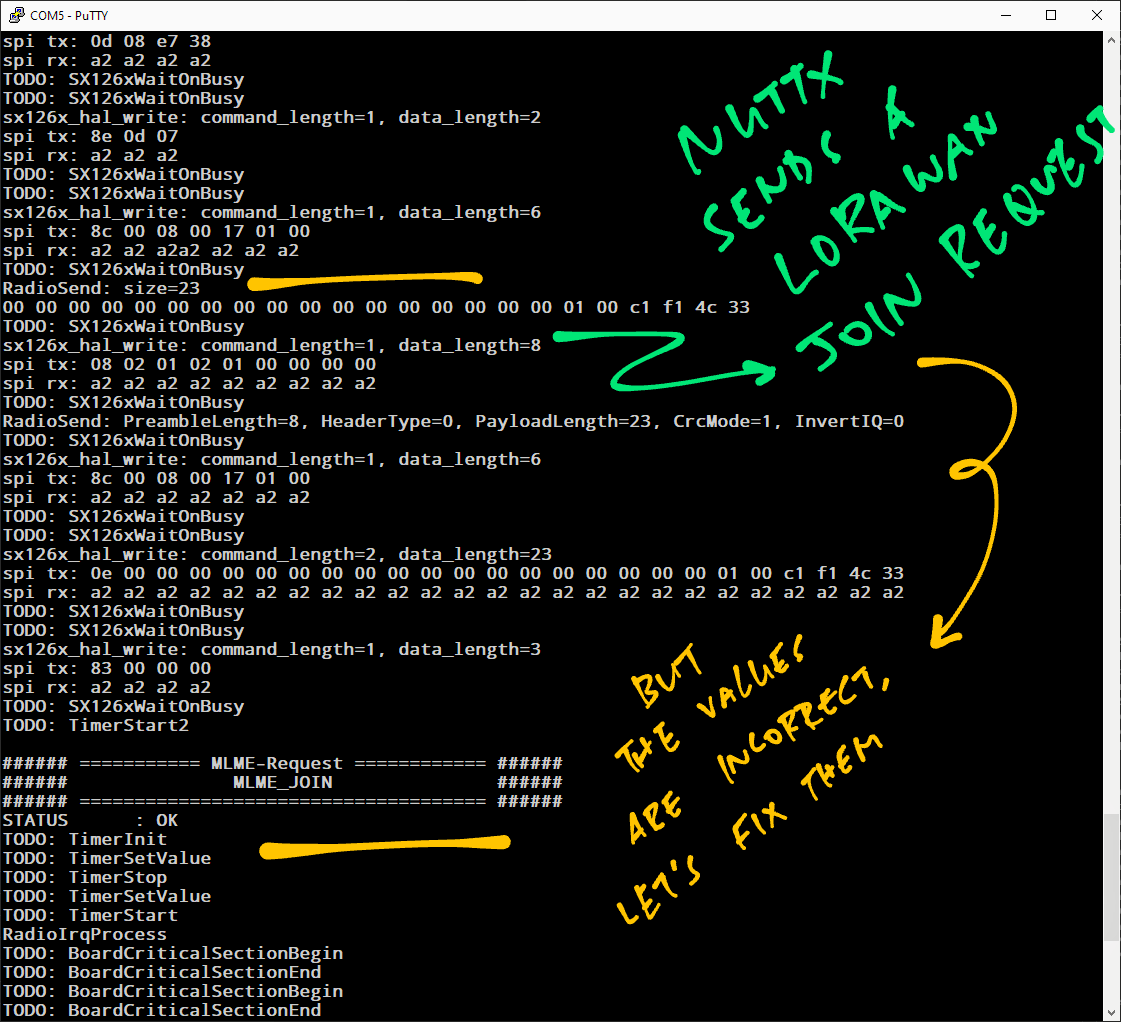 COM5 - PuTTY
spi tx: 0d 08 e7 38
spi rx: a2 a2 a2 a2
TODO: SX126xWaitOnBusy
TODO: SX126xWaitOnBusy
sx126x_hal_write: command_length=1, data_length=2
spi tx: 8e 0d 07
spi rx: a2 a2 a2
TODO: SX126xWaitOnBusy
TODO: SX126xWaitOnBusy
sx126x_hal_write: command_length=1, data_length=6
spi tx: 8c 00 08 00 17 01 00
spi rx: a2 a2 a2a2 a2 a2 a2
TODO: SX126xWaitOnBusy
RadioSend: size=23
00 00 00 00 00 00 00 00 00 00 00 00 00 00 00 00 00 01 00 c1 f1 4c 33
TODO: SX126xWaitOnBusy
sx126x_hal_write: command_length=1, data_length=8
spi tx: 08 02 01 02 01 00 00 00 00
spi rx: a2 a2 a2 a2 a2 a2 a2 a2 a2
TODO: SX126xWaitOnBusy
RadioSend: PreambleLength=8, HeaderType=0, PayloadLength=23, CrcMode=1, InvertIQ=0
TODO: SX126xWaitOnBusy
sx126x_hal_write: command_length=1, data_length=6
spi tx: 8c 00 08 00 17 01 00
spi rx: a2 a2 a2 a2 a2 a2 a2
TODO: SX126xWaitOnBusy
TODO: SX126xWaitOnBusy
sx126x_hal_write: command_length=2, data_length=23
spi tx: 0e 00 00 00 00 00 00 00 00 00 00 00 00 00 00 00 00 00 00 01 00 c1 f1 4c 33
spi rx: a2 a2 a2 a2 a2 a2 a2 a2 a2 a2 a2 a2 a2 a2 a2 a2 a2 a2 a2 a2 a2 a2 a2 a2 a2
TODO: SX126xWaitOnBusy
TODO: SX126xWaitOnBusy
sx126x_hal_write: command_length=1, data_length=3
spi tx: 83 00 00 00
spi rx: a2 a2 a2 a2
TODO: SX126xWaitOnBusy
TODO: TimerStart2
###### =========== MLME-Request ============ ######
###### MLME_JOIN ######
###### ===================================== ######
STATUS : OK
TODO: TimerInit
TODO: TimerSetValue
TODO: TimerStop
TODO: TimerSetValue
TODO: TimerStart
RadioIrqProcess
TODO: BoardCriticalSectionBegin
TODO: BoardCriticalSectionEnd
TODO: BoardCriticalSectionBegin
TODO: BoardCriticalSectionEnd
NUTTX
SENDS A
LORAWAN
JOIN REQUEST
BUT
THE VALUES
ARE INCORRECT,
LET'S FIX THEM